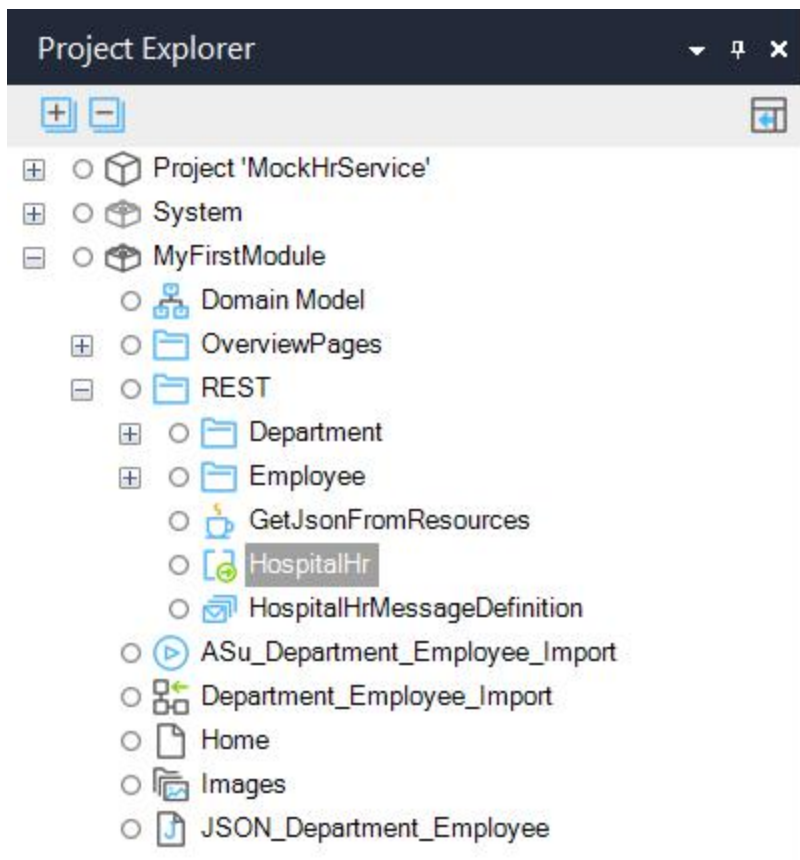 Project Explorer
Project 'MockHrService'
System
MyFirstModule
Domain Model
OverviewPages
REST
Department
Employee
GetJsonFromResources
HospitalHr
HospitalHrMessageDefinition
ASu_Department_Employee_Import
Department_Employee_Import
Home
Images
JSON_Department_Employee